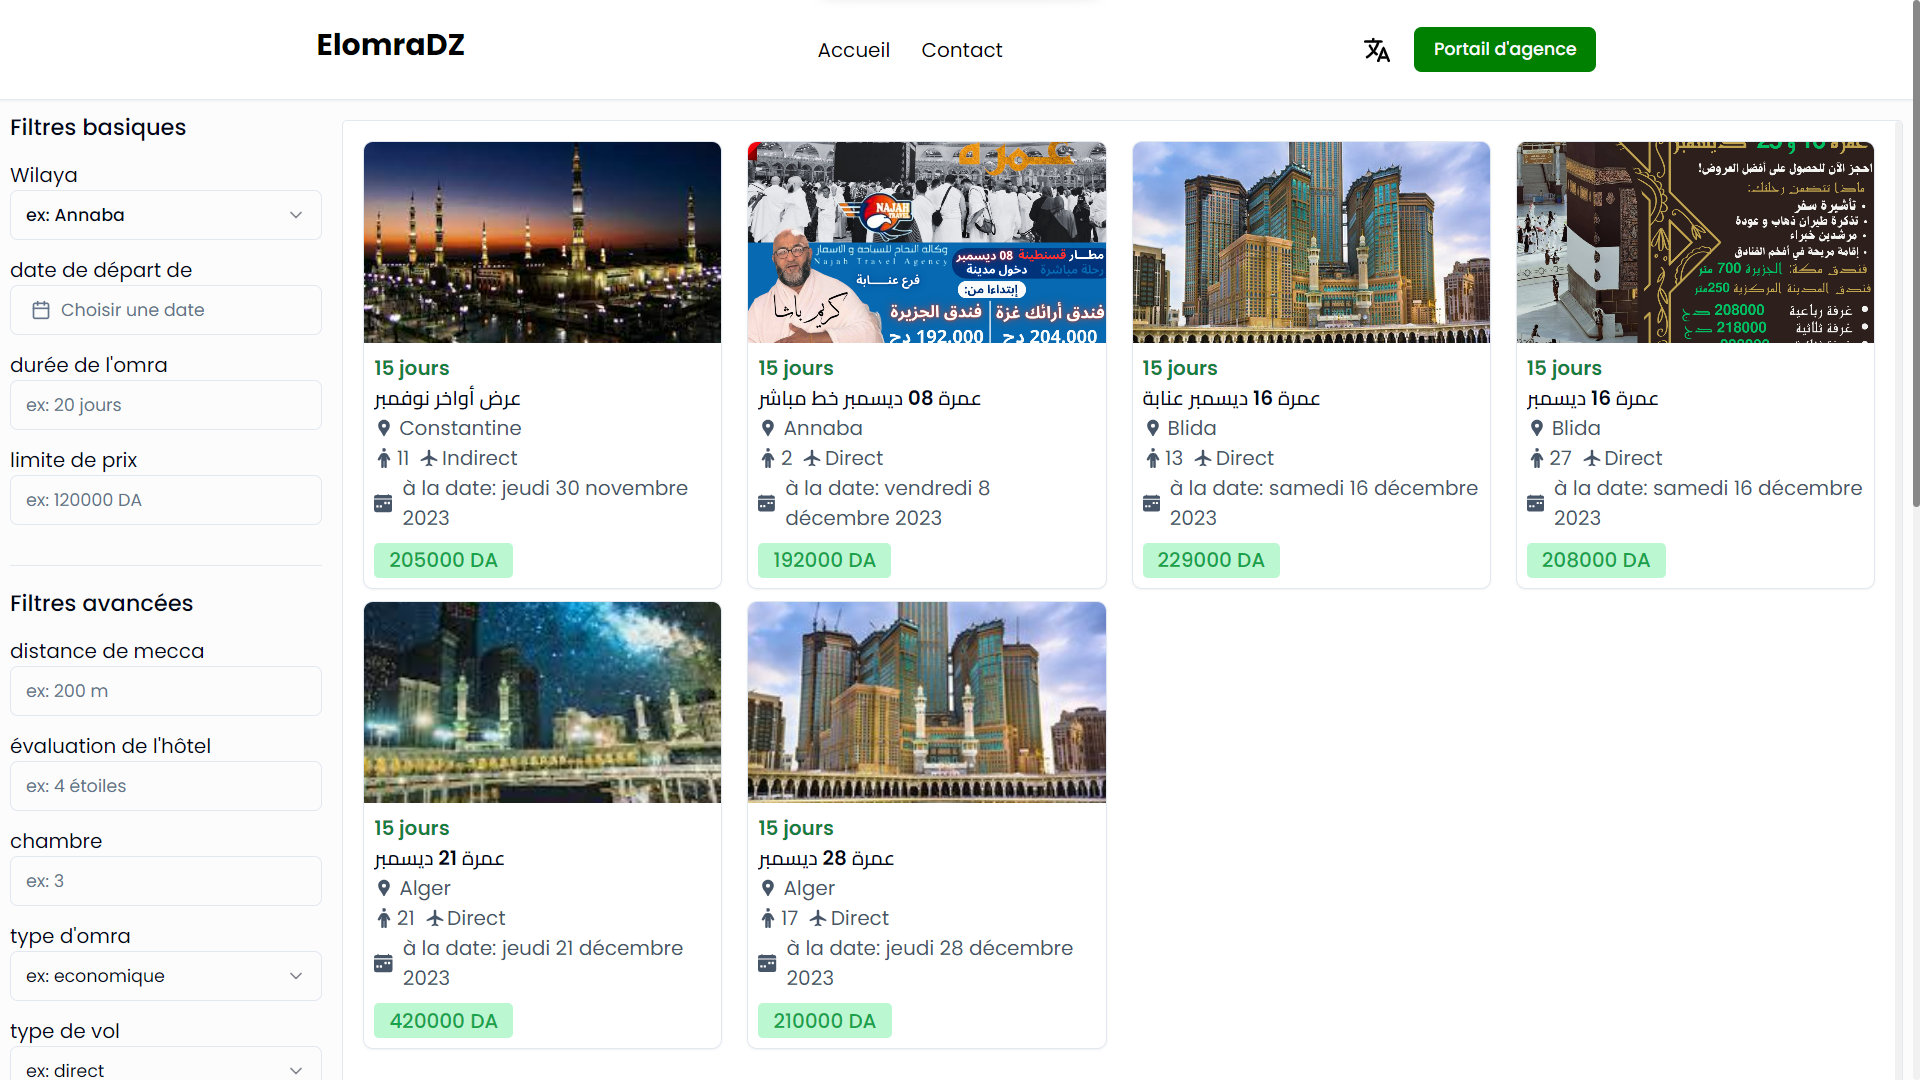 ElomraDZ
Accueil
Contact
Portail d'agence
Filtres basiques
Wilaya
ex: Annaba
date de départ de
Choisir une date
durée de l'omra
ex: 20 jours
limite de prix
ex: 120000 DA
Filtres avancées
distance de mecca
ex: 200 m
évaluation de l'hôtel
ex: 4 étoiles
chambre
ex: 3
type d'omra
ex: economique
type de vol
ex: direct
15 jours
عرض أواخر نوفمبر
Constantine
11 Indirect
à la date: jeudi 30 novembre
2023
205000 DA
عمرة
NAJAH
TRAVEL
وكالة النجاح للسياحة و الاسفار
Najah Travel Agency
فرع عنــابة
مطــار قسنطينة 08 ديسمبر
رحلة مباشرة دخول مدينة
إبتداءا من:
كريم باشا
فندق أرائك غزة
فندق الجزيرة
204.000 دج
192.000 دج
15 jours
عمرة 08 ديسمبر خط مباشر
Annaba
2 Direct
à la date: vendredi 8
décembre 2023
192000 DA
15 jours
عمرة 16 ديسمبر عنابة
Blida
13 Direct
à la date: samedi 16 décembre
2023
229000 DA
احجز الآن للحصول على أفضل العروض!
ماذا تتضمن رحلتك:
• تأشيرة سفر
• تذكرة طيران ذهاب و عودة
• مرشدين خبراء
• إقامة مريحة في أفخم الفنادق
فندق مكة: الجزيرة 700 متر
فندق المدينة المركزية 250متر
• غرفة رباعية 208000 دج
• غرفة ثلاثية 218000 دج
15 jours
عمرة 16 ديسمبر
Blida
27 Direct
à la date: samedi 16 décembre
2023
208000 DA
15 jours
عمرة 21 ديسمبر
Alger
21 Direct
à la date: jeudi 21 décembre
2023
420000 DA
15 jours
عمرة 28 ديسمبر
Alger
17 Direct
à la date: jeudi 28 décembre
2023
210000 DA